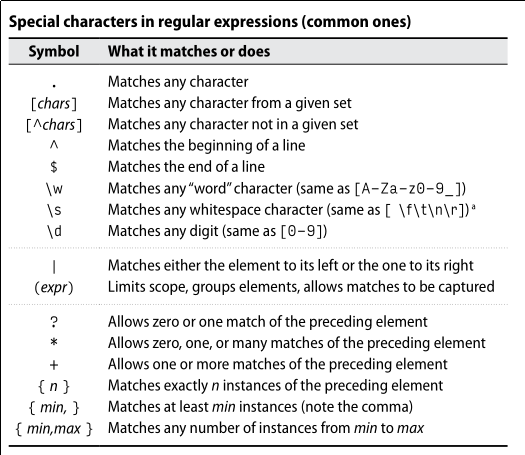 Special characters in regular expressions (common ones)
Symbol What it matches or does
. Matches any character
[chars] Matches any character from a given set
[^chars] Matches any character not in a given set
^ Matches the beginning of a line
$ Matches the end of a line
\w Matches any “word” character (same as [A-Za-z0-9_])
\s Matches any whitespace character (same as [ \f\t\n\r])a
\d Matches any digit (same as [0-9])
| Matches either the element to its left or the one to its right
(expr) Limits scope, groups elements, allows matches to be captured
? Allows zero or one match of the preceding element
* Allows zero, one, or many matches of the preceding element
+ Allows one or more matches of the preceding element
{ n } Matches exactly n instances of the preceding element
{ min, } Matches at least min instances (note the comma)
{ min,max } Matches any number of instances from min to max